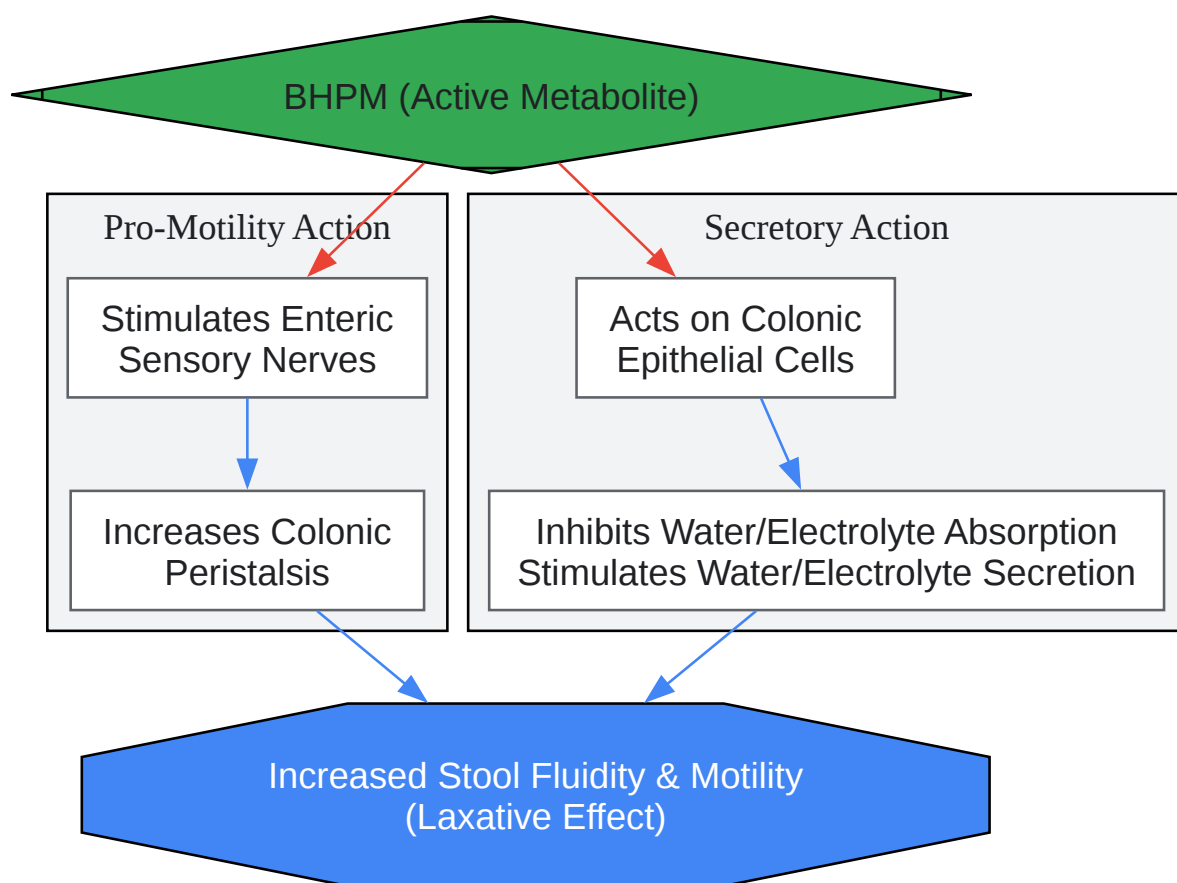 BHPM (Active Metabolite)
Pro-Motility Action
Secretory Action
Stimulates Enteric
Sensory Nerves
Acts on Colonic
Epithelial Cells
Increases Colonic
Peristalsis
Inhibits Water/Electrolyte Absorption
Stimulates Water/Electrolyte Secretion
Increased Stool Fluidity & Motility
(Laxative Effect)